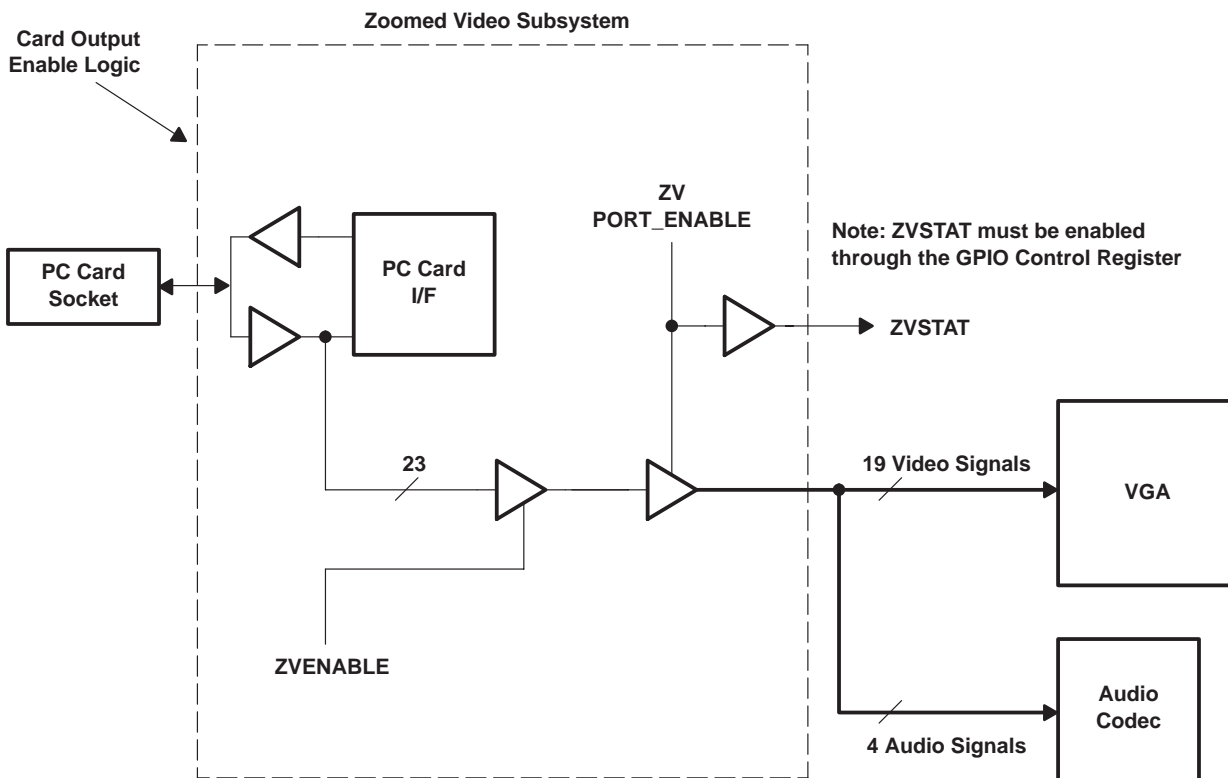 Zoomed Video Subsystem
Card Output
Enable Logic
ZV
PORT_ENABLE
Note: ZVSTAT must be enabled
through the GPIO Control Register
PC Card
Socket
PC Card
I/F
ZVSTAT
23
19 Video Signals
VGA
ZVENABLE
Audio
Codec
4 Audio Signals